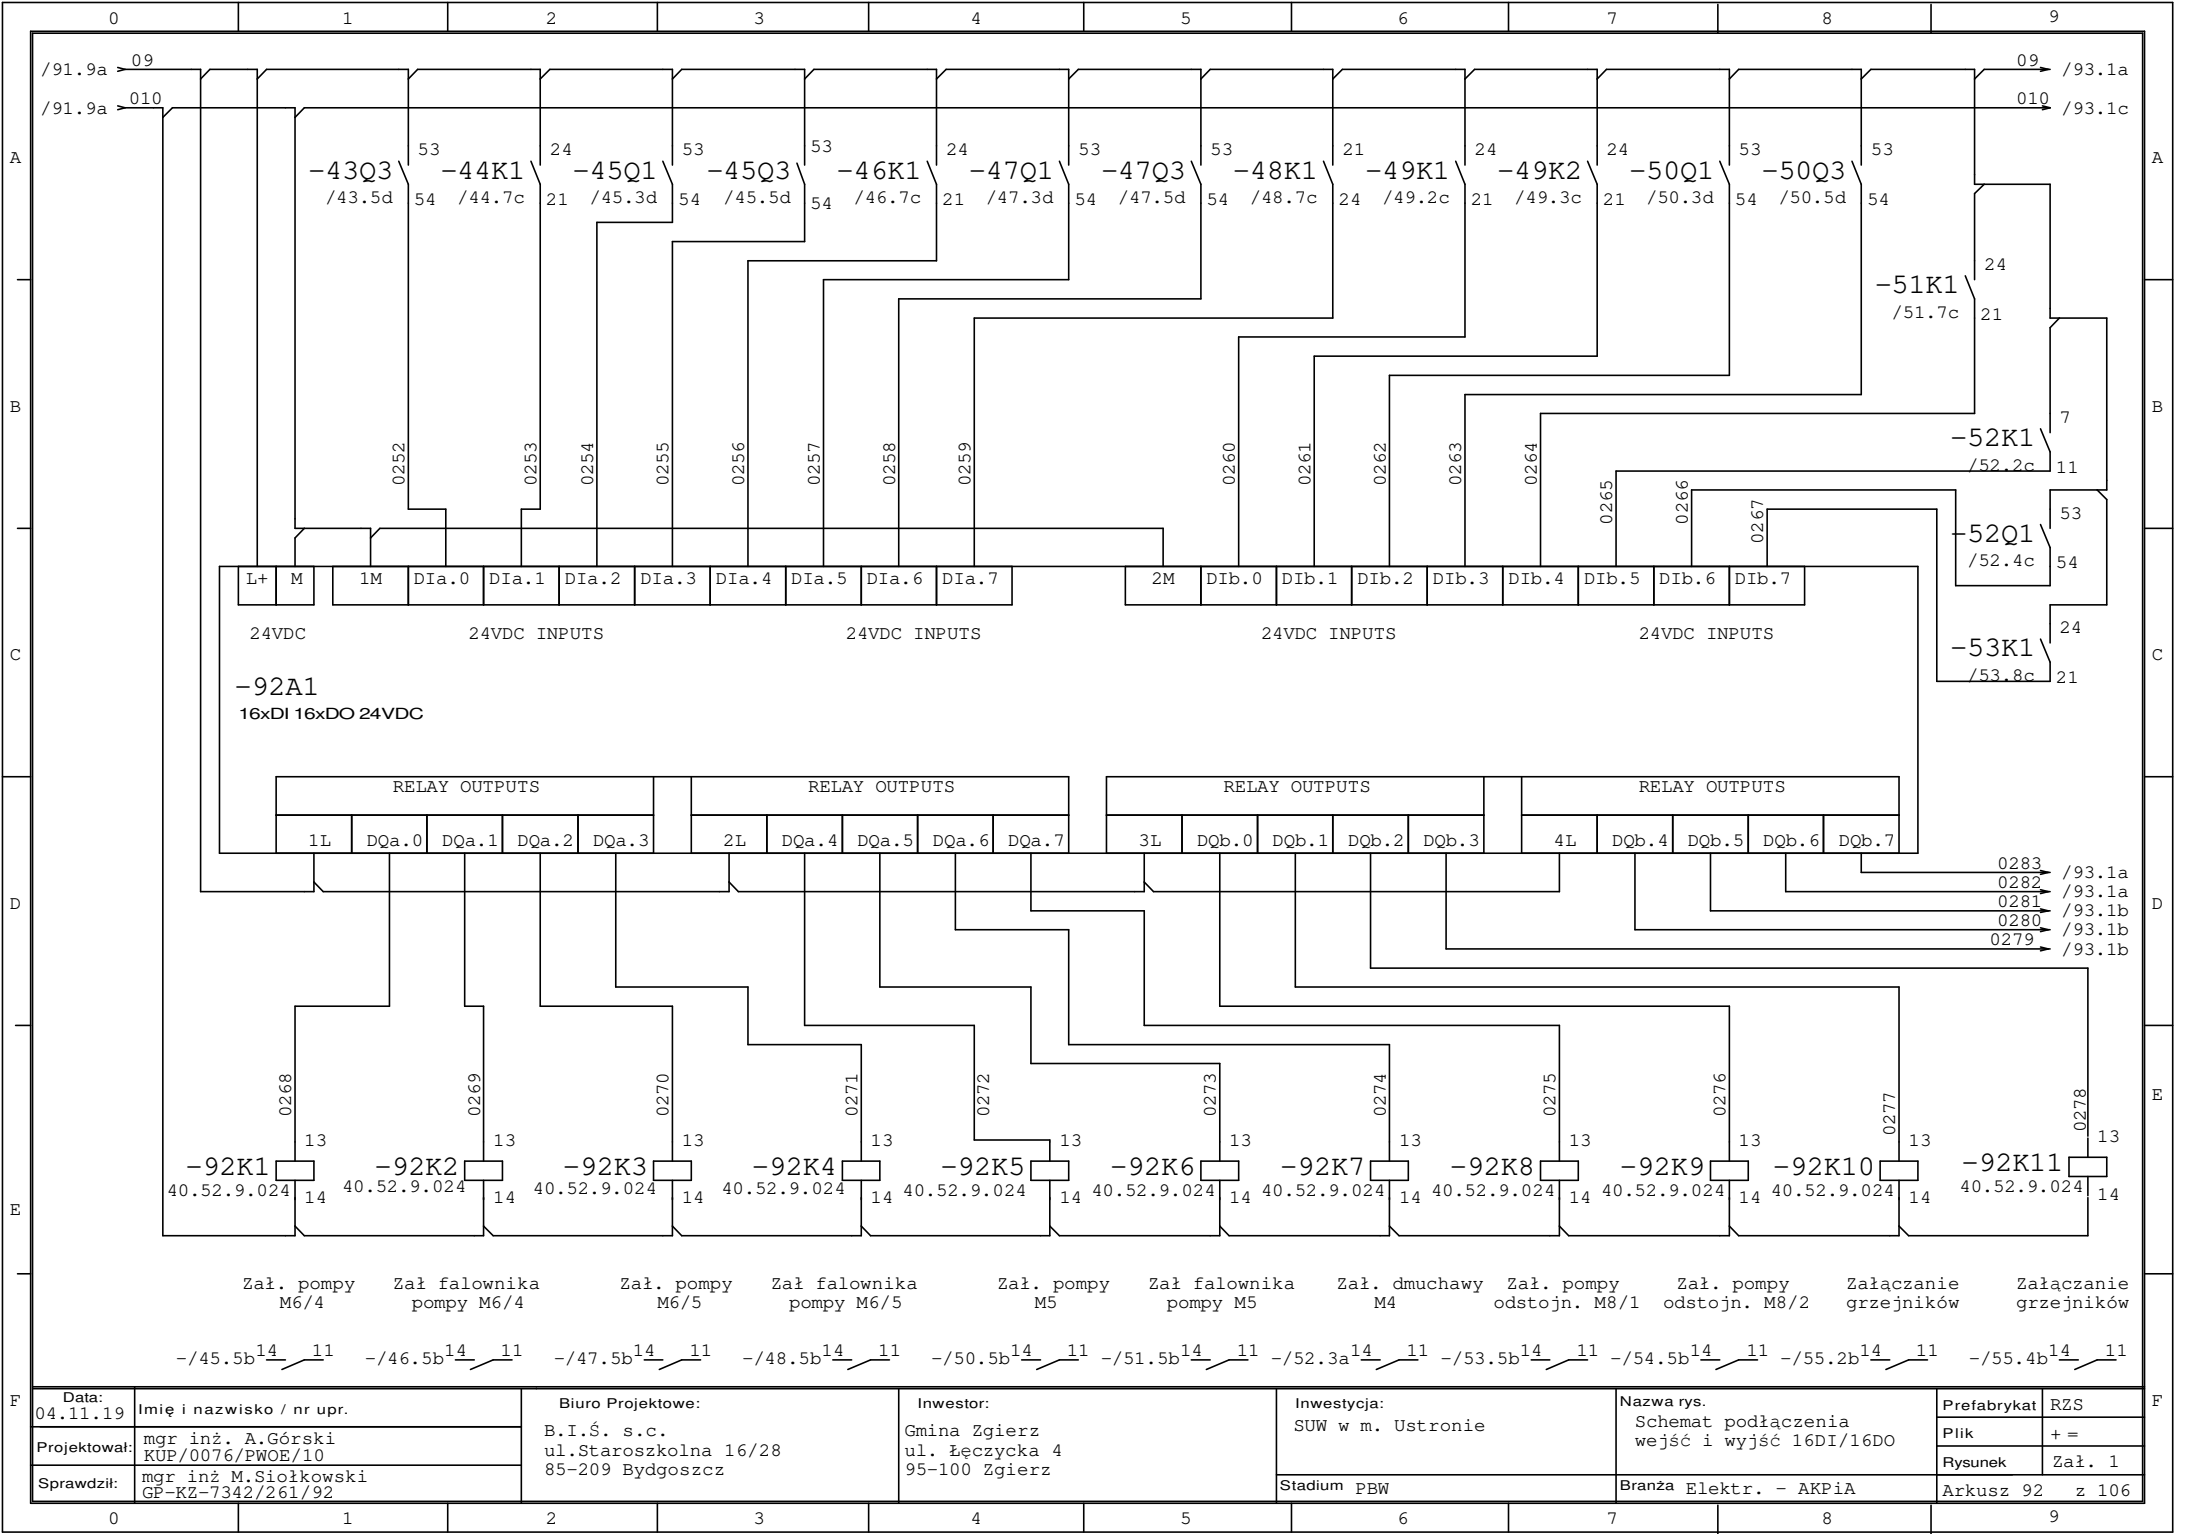 0 1 2 3 4 5 6 7 8 9
/91.9a 09 09 /93.1a
/91.9a 010 010 /93.1c
A A
53 24 53 53 24 53 53 21 24 24 53 53
-43Q3 -44K1 -45Q1 -45Q3 -46K1 -47Q1 -47Q3 -48K1 -49K1 -49K2 -50Q1 -50Q3
/43.5d /44.7c /45.3d /45.5d /46.7c /47.3d /47.5d /48.7c /49.2c /49.3c /50.3d /50.5d
54 21 54 54 21 54 54 24 21 21 54 54
24
-51K1
/51.7c 21
B B
7
-52K1
/52.2c 11
0252 0253 0254 0255 0256 0257 0258 0259 0260 0261 0262 0263 0264 0265 0266 0267
53
-52Q1
/52.4c 54
L+ M 1M DIa.0 DIa.1 DIa.2 DIa.3 DIa.4 DIa.5 DIa.6 DIa.7 2M DIb.0 DIb.1 DIb.2 DIb.3 DIb.4 DIb.5 DIb.6 DIb.7
24VDC 24VDC INPUTS 24VDC INPUTS 24VDC INPUTS 24VDC INPUTS
24
-53K1
/53.8c 21
C C
-92A1
16xDI 16xDO 24VDC
RELAY OUTPUTS RELAY OUTPUTS RELAY OUTPUTS RELAY OUTPUTS
1L DQa.0 DQa.1 DQa.2 DQa.3 2L DQa.4 DQa.5 DQa.6 DQa.7 3L DQb.0 DQb.1 DQb.2 DQb.3 4L DQb.4 DQb.5 DQb.6 DQb.7
0283 /93.1a
0282 /93.1a
D D
0281 /93.1b
0280 /93.1b
0279 /93.1b
0268 0269 0270 0271 0272 0273 0274 0275 0276 0277 0278
E
13 13 13 13 13 13 13 13 13 13 13
-92K1 -92K2 -92K3 -92K4 -92K5 -92K6 -92K7 -92K8 -92K9 -92K10 -92K11
40.52.9.024 40.52.9.024 40.52.9.024 40.52.9.024 40.52.9.024 40.52.9.024 40.52.9.024 40.52.9.024 40.52.9.024 40.52.9.024 40.52.9.024
14 14 14 14 14 14 14 14 14 14 14
E E
Zał. pompy Zał falownika Zał. pompy Zał falownika Zał. pompy Zał falownika Zał. dmuchawy Zał. pompy Zał. pompy Załączanie Załączanie
M6/4 pompy M6/4 M6/5 pompy M6/5 M5 pompy M5 M4 odstojn. M8/1 odstojn. M8/2 grzejników grzejników
-/45.5b 14 11 -/46.5b 14 11 -/47.5b 14 11 -/48.5b 14 11 -/50.5b 14 11 -/51.5b 14 11 -/52.3a 14 11 -/53.5b 14 11 -/54.5b 14 11 -/55.2b 14 11 -/55.4b 14 11
F F
Data:
04.11.19
Imię i nazwisko / nr upr.
Projektował:
mgr inż. A.Górski
KUP/0076/PWOE/10
Sprawdził:
mgr inż M.Siołkowski
GP-KZ-7342/261/92
Biuro Projektowe:
B.I.Ś. s.c.
ul.Staroszkolna 16/28
85-209 Bydgoszcz
Inwestor:
Gmina Zgierz
ul. Łęczycka 4
95-100 Zgierz
Inwestycja:
SUW w m. Ustronie
Stadium PBW
Nazwa rys.
Schemat podłączenia
wejść i wyjść 16DI/16DO
Branża Elektr. - AKPiA
Prefabrykat RZS
Plik + =
Rysunek Zał. 1
Arkusz 92 z 106
0 1 2 3 4 5 6 7 8 9